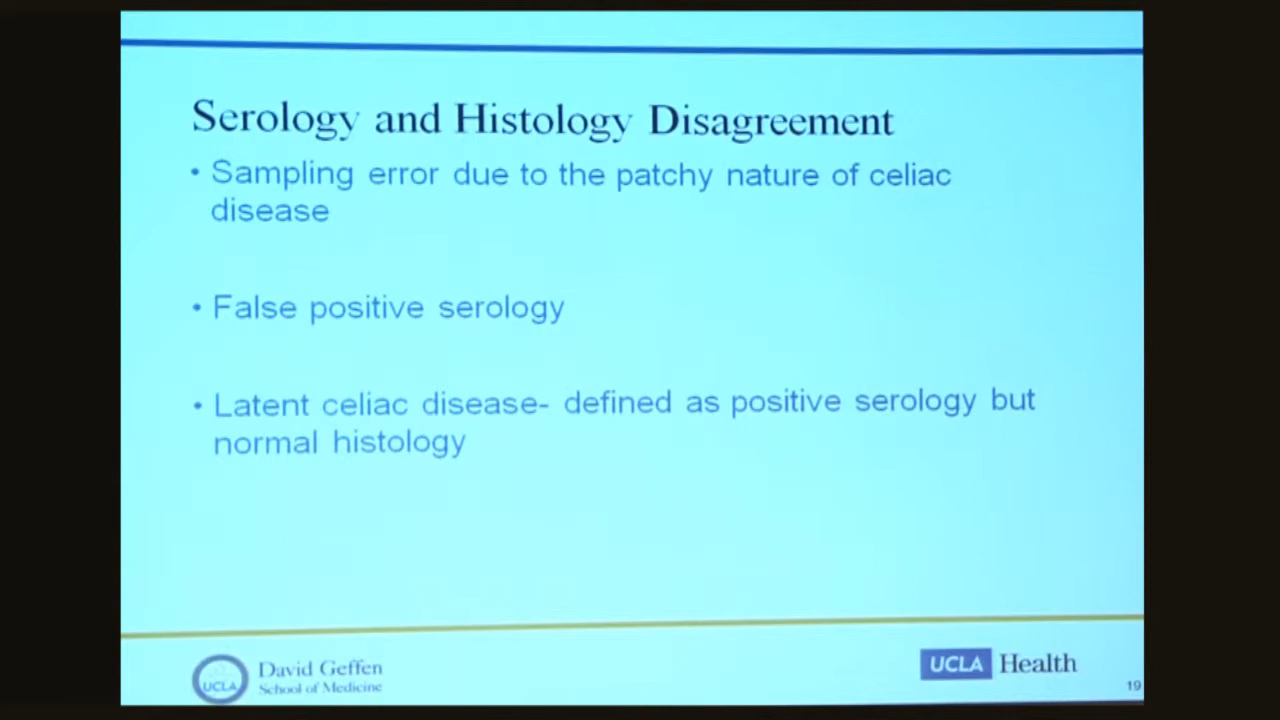 Serology and Histology Disagreement
• Sampling error due to the patchy nature of celiac
disease
• False positive serology
• Latent celiac disease- defined as positive serology but
normal histology
UCLA
David Geffen
School of Medicine
UCLA Health
19